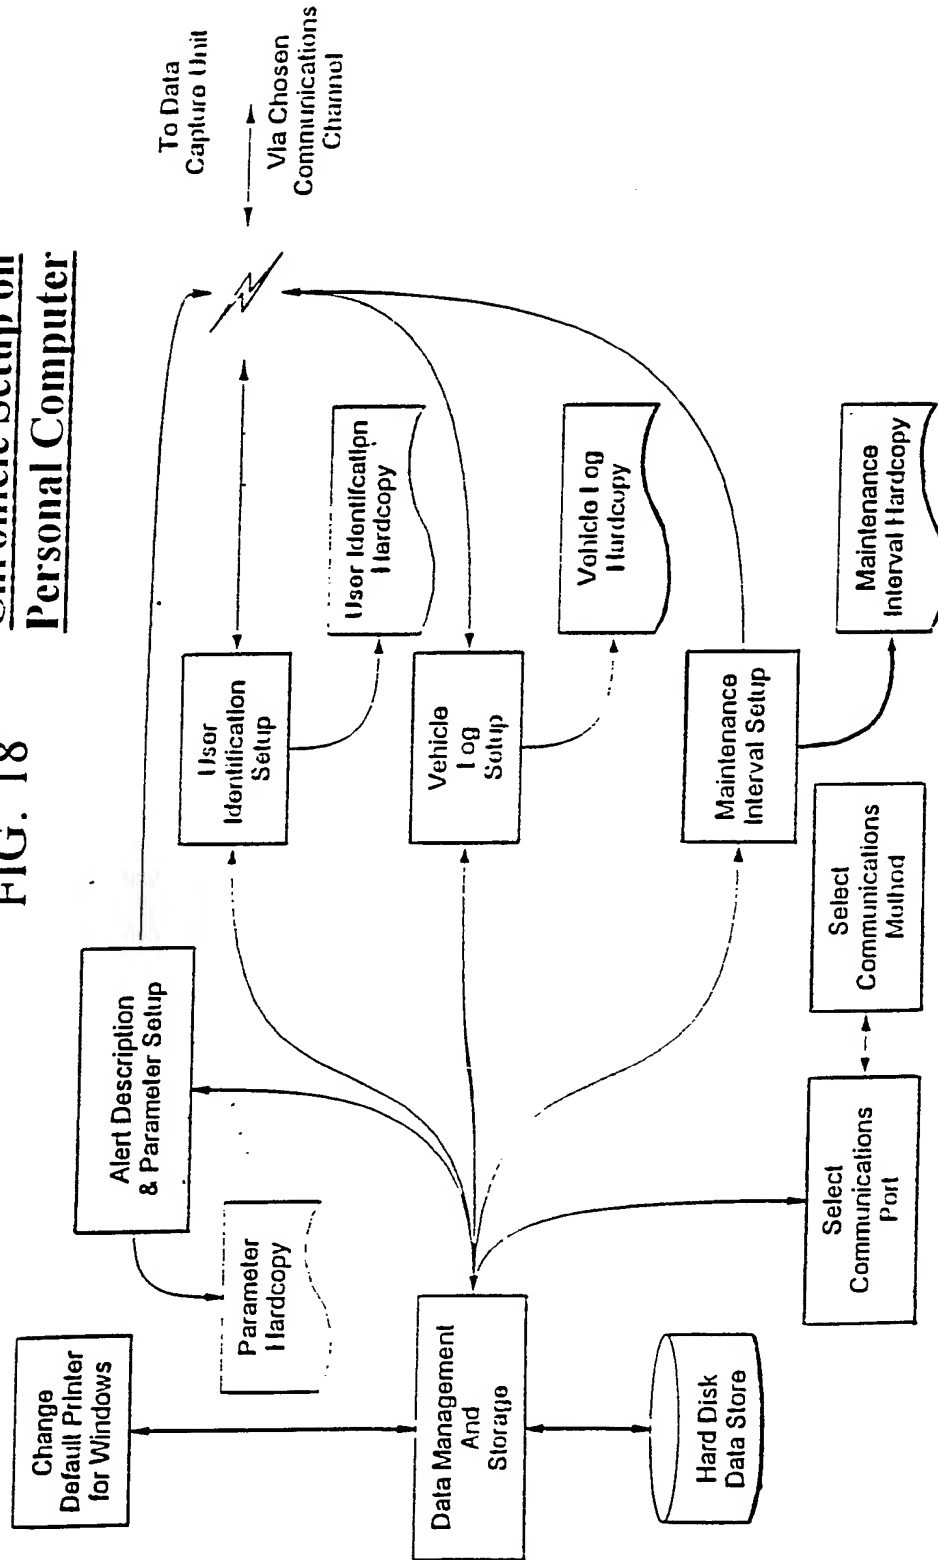 FIG. 18
Setup on
Personal Computer
Change
Default Printer
for Windows
Parameter
Hardcopy
Alert Description
& Parameter Setup
To Data
Capture Unit
Via Chosen
Communications
Channel
Data Management
And
Storage
User
Identification
Setup
User Identification
Hardcopy
Vehicle
Log
Setup
Vehicle Log
Hardcopy
Hard Disk
Data Store
Select
Communications
Port
Select
Communications
Method
Maintenance
Interval Setup
Maintenance
Interval Hardcopy